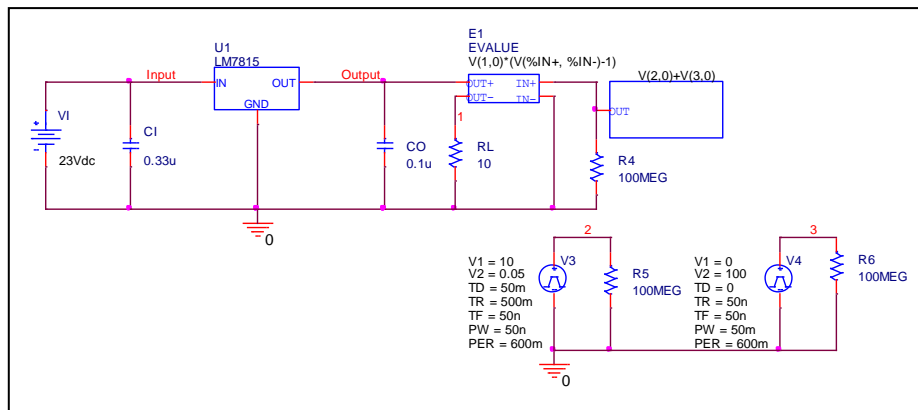 E1
EVALUE
V(1,0)*(V(%IN+, %IN-)-1)
U1
LM7815
Input
IN
OUT
GND
Output
OUT+
OUT−
IN+
IN−
V(2,0)+V(3,0)
OUT
VI
23Vdc
CI
0.33u
CO
0.1u
1
RL
10
R4
100MEG
0
2
V1 = 10
V2 = 0.05
TD = 50m
TR = 500m
TF = 50n
PW = 50n
PER = 600m
V3
R5
100MEG
3
V1 = 0
V2 = 100
TD = 0
TR = 50n
TF = 50n
PW = 50m
PER = 600m
V4
R6
100MEG
0